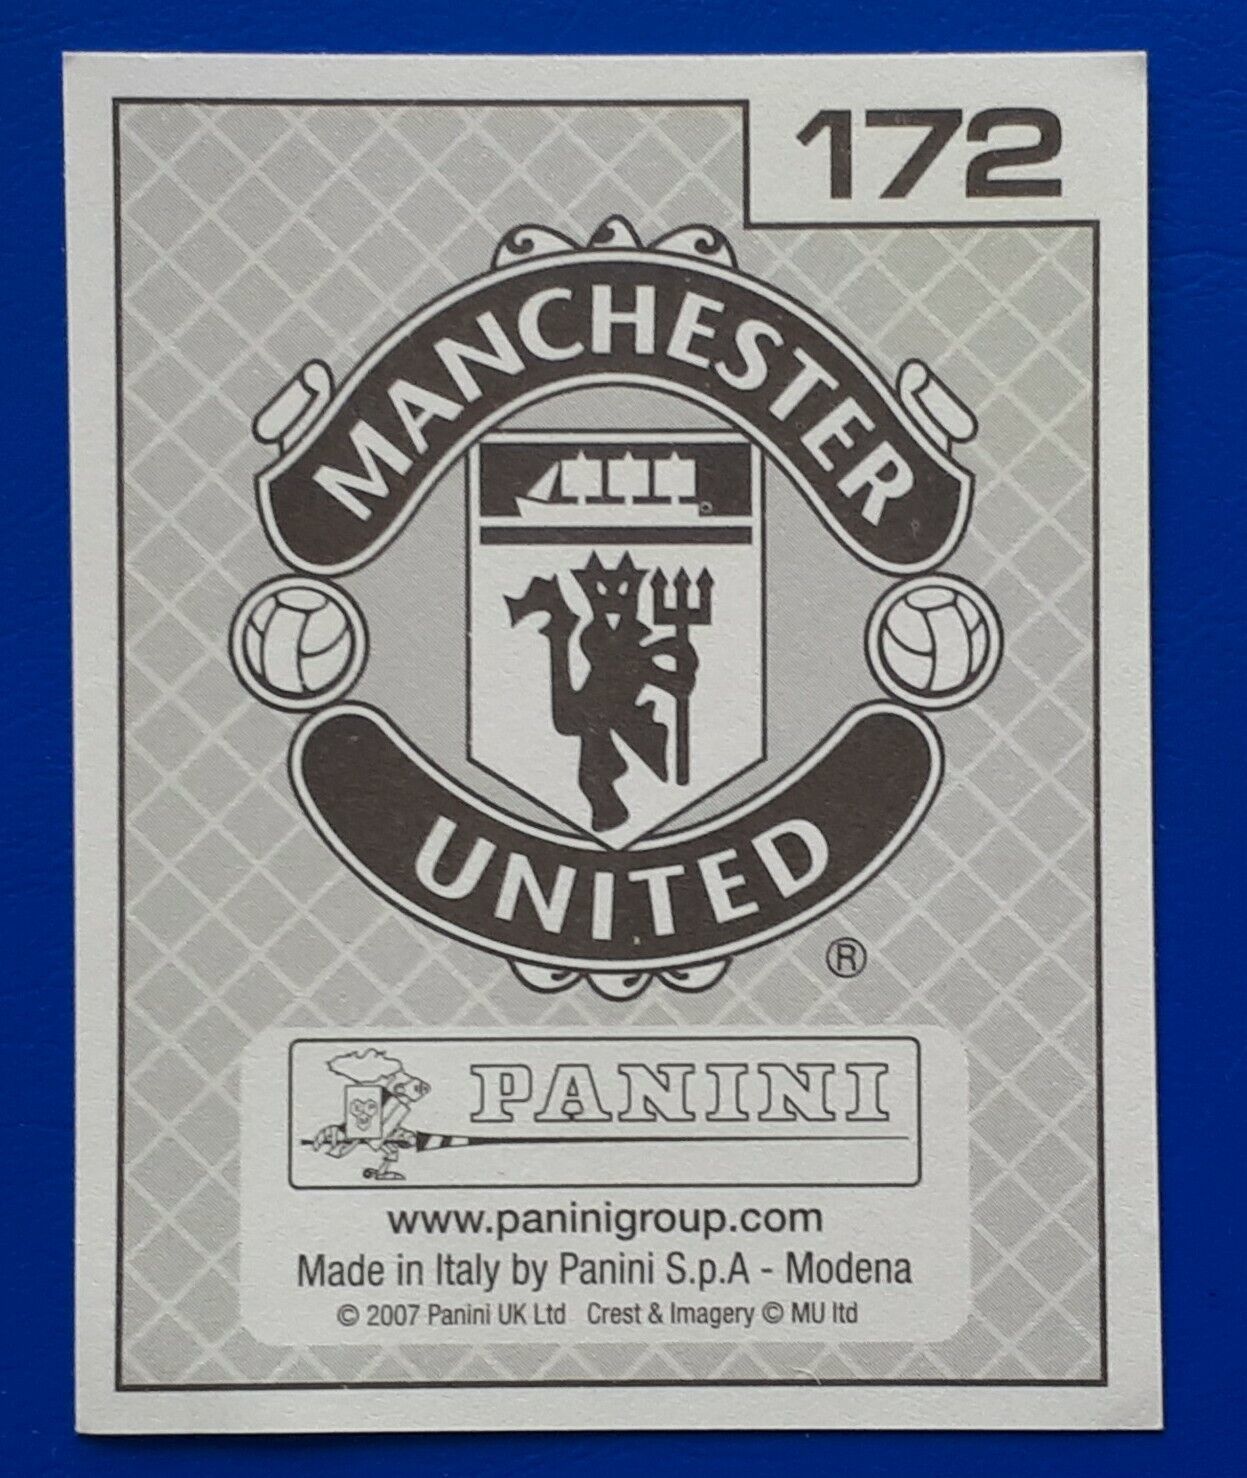 172
MANCHESTER
UNITED
®
PANINI
www.paninigroup.com
Made in Italy by Panini S.p.A - Modena
© 2007 Panini UK Ltd Crest & Imagery © MU ltd